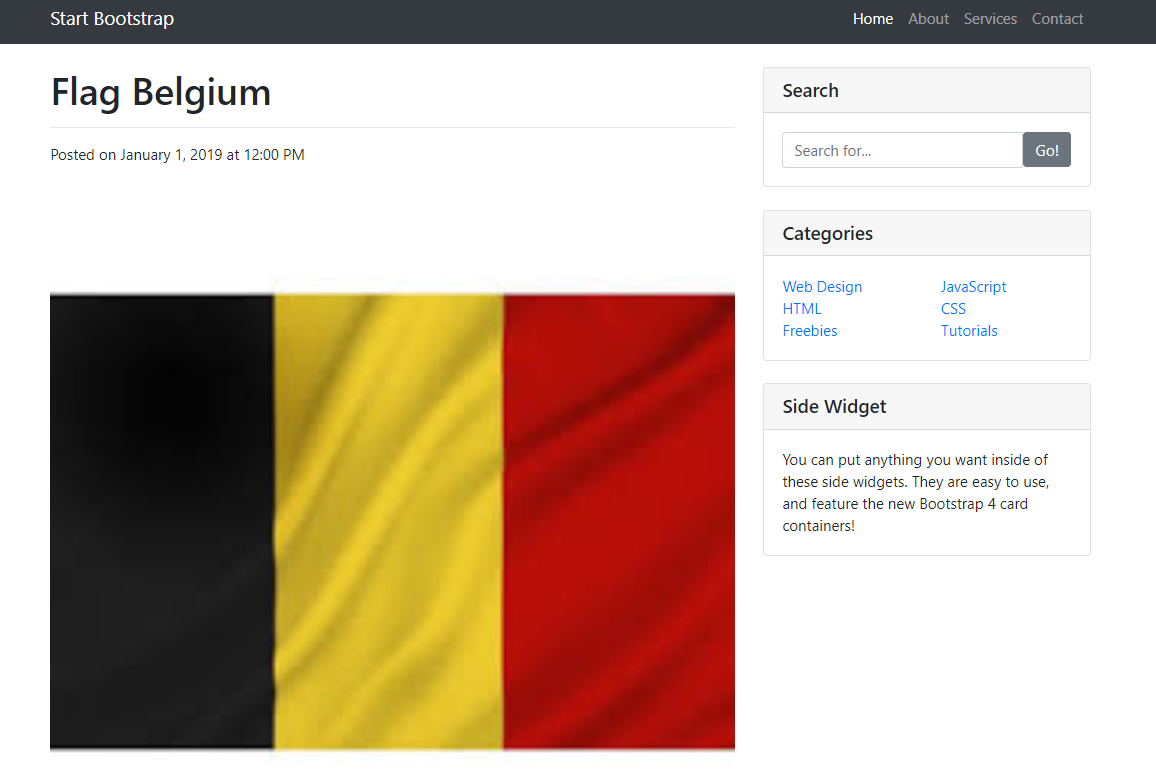 Start Bootstrap
Home About Services Contact
Flag Belgium
Posted on January 1, 2019 at 12:00 PM
Search
Search for...
Go!
Categories
Web Design
HTML
Freebies
JavaScript
CSS
Tutorials
Side Widget
You can put anything you want inside of
these side widgets. They are easy to use,
and feature the new Bootstrap 4 card
containers!